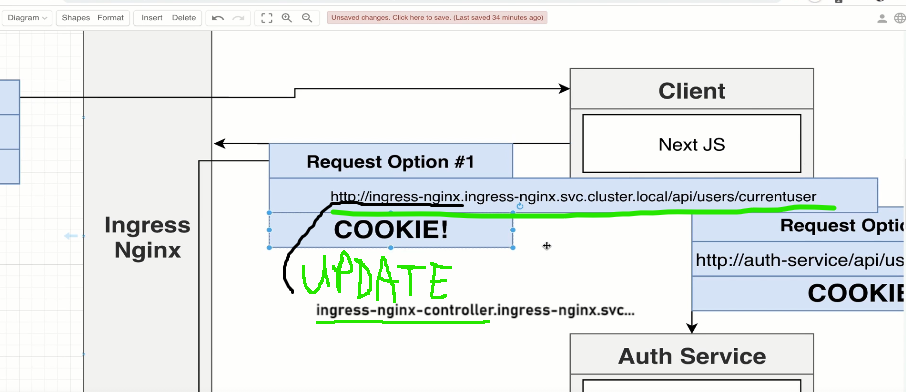 Diagram
Shapes Format
Insert Delete
Unsaved changes. Click here to save. (Last saved 34 minutes ago)
Client
Next JS
Request Option #1
http://ingress-nginx.ingress-nginx.svc.cluster.local/api/users/currentuser
COOKIE!
Ingress
Nginx
UPDATE
ingress-nginx-controller.ingress-nginx.svc...
Request Optic
http://auth-service/api/us
COOKIE
Auth Service